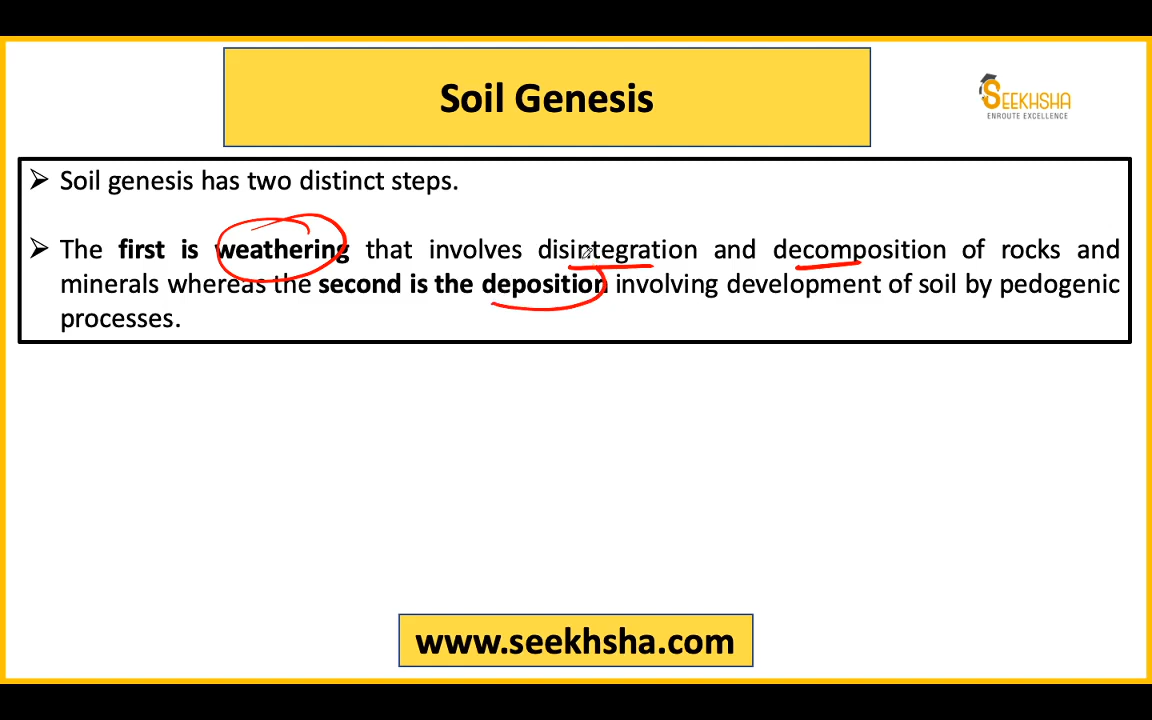 Soil Genesis
SEEKHSHA
ENROUTE EXCELLENCE
➢ Soil genesis has two distinct steps.
➢ The first is weathering that involves disintegration and decomposition of rocks and
minerals whereas the second is the deposition involving development of soil by pedogenic
processes.
www.seekhsha.com